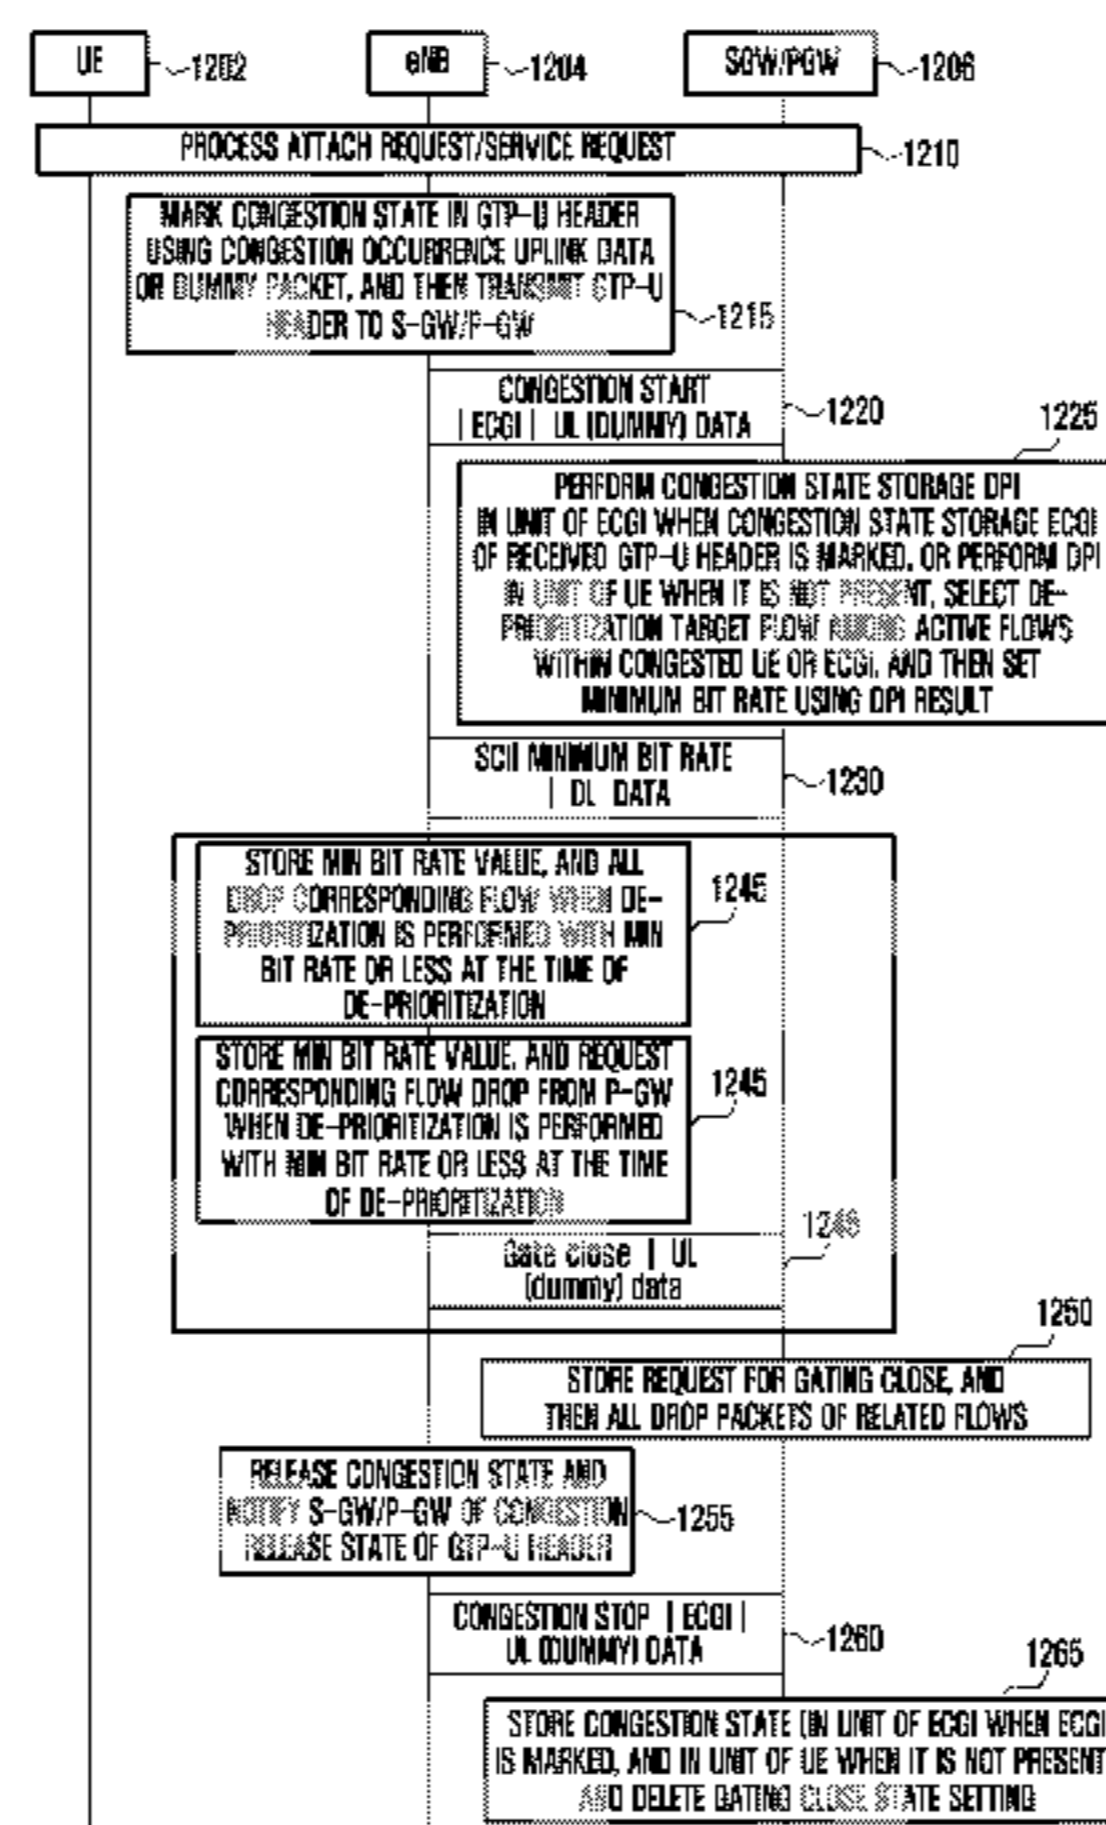 UE
1202
eNB
1204
SGW/PGW
1206
PROCESS ATTACH REQUEST/SERVICE REQUEST
1210
MARK CONGESTION STATE IN GTP-U HEADER
USING CONGESTION OCCURRENCE UPLINK DATA
OR DUMMY PACKET, AND THEN TRANSMIT GTP-U
HEADER TO S-GW/P-GW
1215
CONGESTION START
| ECGI | UL (DUMMY) DATA
1220
1225
PERFORM CONGESTION STATE STORAGE DPI
IN UNIT OF ECGI WHEN CONGESTION STATE STORAGE ECGI
OF RECEIVED GTP-U HEADER IS MARKED, OR PERFORM DPI
IN UNIT OF UE WHEN IT IS NOT PRESENT, SELECT DE-
PRIORITIZATION TARGET FLOW AMONG ACTIVE FLOWS
WITHIN CONGESTED UE OR ECGI, AND THEN SET
MINIMUM BIT RATE USING DPI RESULT
SCII MINIMUM BIT RATE
| DL DATA
1230
STORE MIN BIT RATE VALUE, AND ALL
DROP CORRESPONDING FLOW WHEN DE-
PRIORITIZATION IS PERFORMED WITH MIN
BIT RATE OR LESS AT THE TIME OF
DE-PRIORITIZATION
1245
STORE MIN BIT RATE VALUE, AND REQUEST
CORRESPONDING FLOW DROP FROM P-GW
WHEN DE-PRIORITIZATION IS PERFORMED
WITH MIN BIT RATE OR LESS AT THE TIME
OF DE-PRIORITIZATION
1245
Gate close | UL
(dummy) data
1250
STORE REQUEST FOR GATING CLOSE, AND
THEN ALL DROP PACKETS OF RELATED FLOWS
RELEASE CONGESTION STATE AND
NOTIFY S-GW/P-GW OF CONGESTION
RELEASE STATE OF GTP-U HEADER
1255
CONGESTION STOP | ECGI |
UL (DUMMY) DATA
1260
1265
STORE CONGESTION STATE (IN UNIT OF ECGI WHEN ECGI
IS MARKED, AND IN UNIT OF UE WHEN IT IS NOT PRESENT
AND DELETE GATING CLOSE STATE SETTING